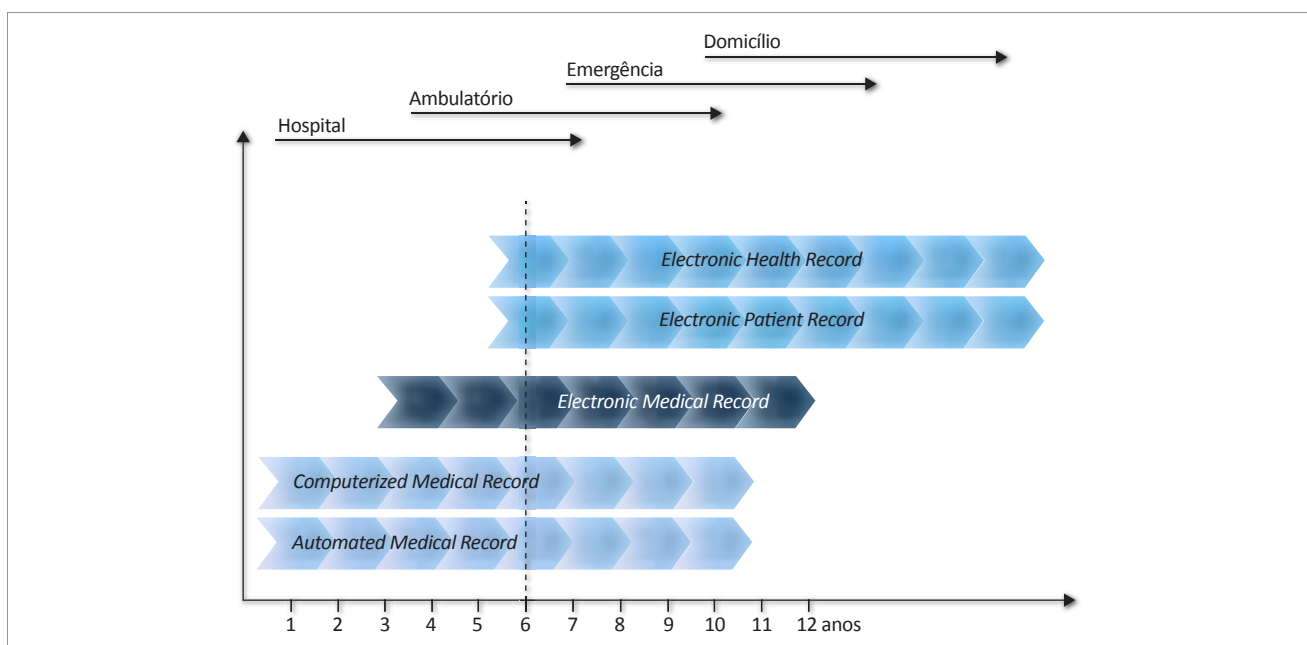 Domicílio
Emergência
Ambulatório
Hospital
Electronic Health Record
Electronic Patient Record
Electronic Medical Record
Computerized Medical Record
Automated Medical Record
1 2 3 4 5 6 7 8 9 10 11 12 anos